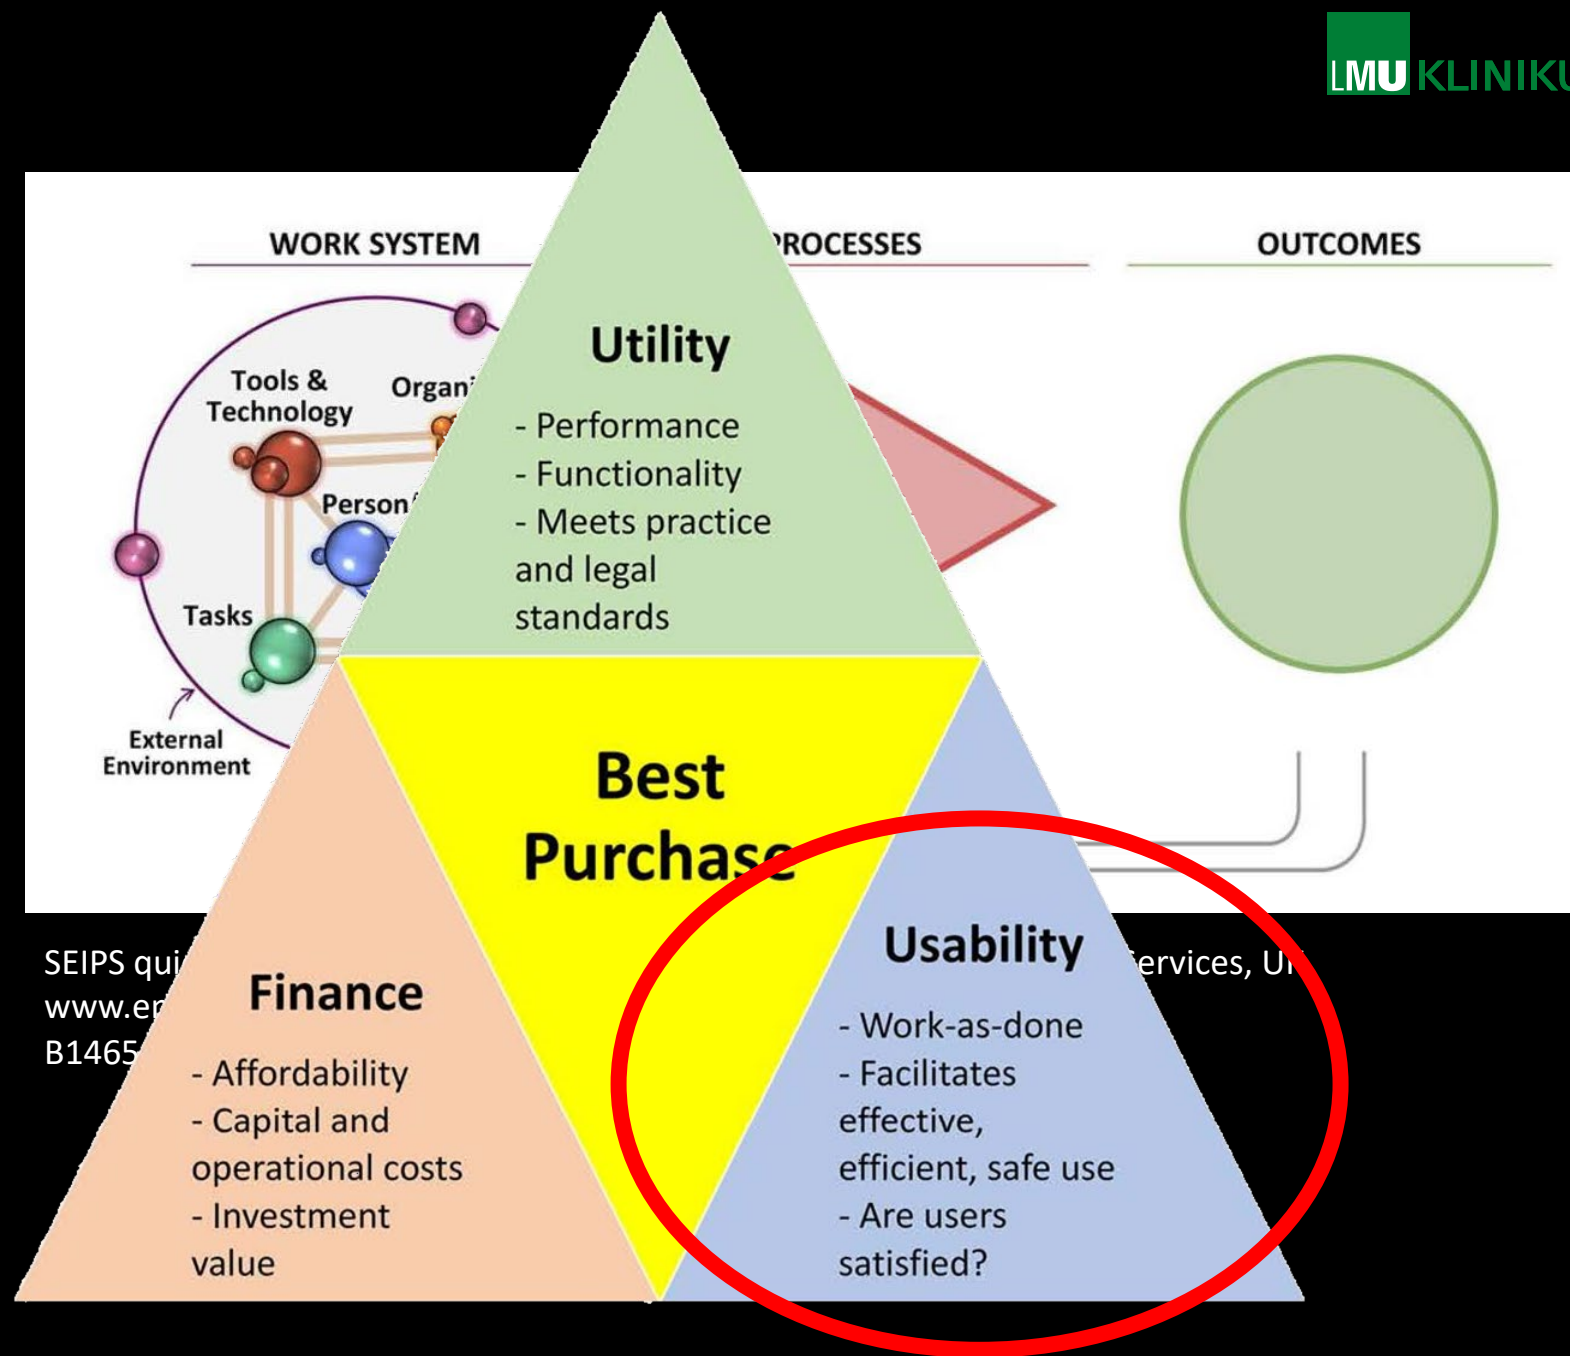 LMU KLINIKU
WORK SYSTEM
PROCESSES
OUTCOMES
Tools &
Technology
Organi
Person
Tasks
External
Environment
Utility
- Performance
- Functionality
- Meets practice
and legal
standards
Best
Purchase
Finance
- Affordability
- Capital and
operational costs
- Investment
value
Usability
- Work-as-done
- Facilitates
effective,
efficient, safe use
- Are users
satisfied?
SEIPS qui
ervices, U
www.er
B1465